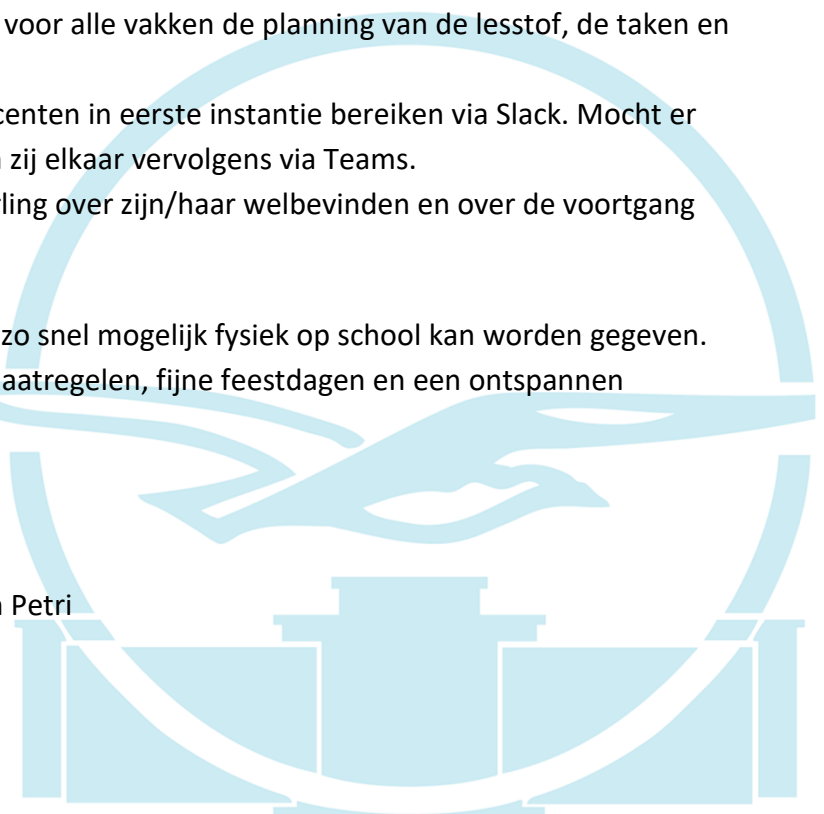 voor alle vakken de planning van de lesstof, de taken en
centen in eerste instantie bereiken via Slack. Mocht er
zij elkaar vervolgens via Teams.
ling over zijn/haar welbevinden en over de voortgang
zo snel mogelijk fysiek op school kan worden gegeven.
aatregelen, fijne feestdagen en een ontspannen
Petri